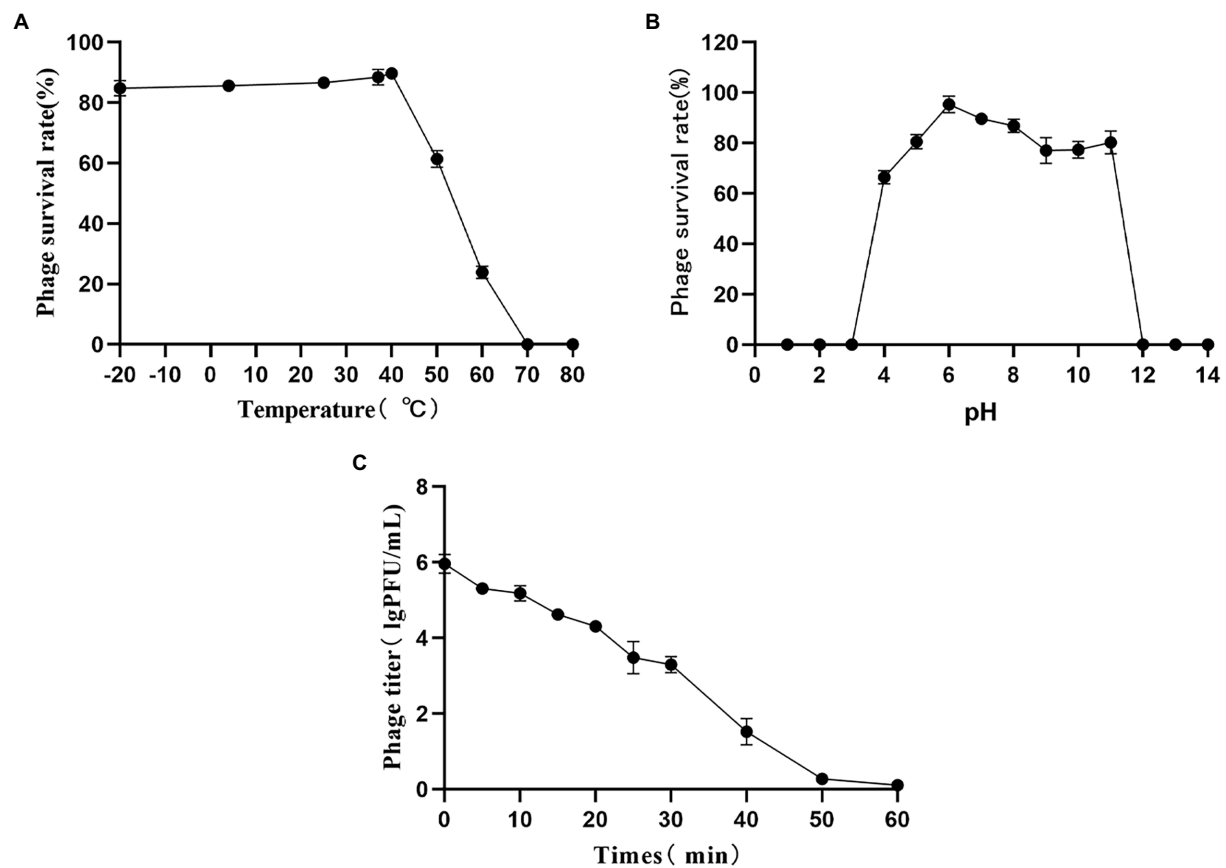 A
Phage survival rate(%)
100
80
60
40
20
0
-20 -10 0 10 20 30 40 50 60 70 80
Temperature( ℃)
B
Phage survival rate(%)
120
100
80
60
40
20
0
0 2 4 6 8 10 12 14
pH
C
Phage titer( lgPFU/mL)
8
6
4
2
0
0 10 20 30 40 50 60
Times( min)